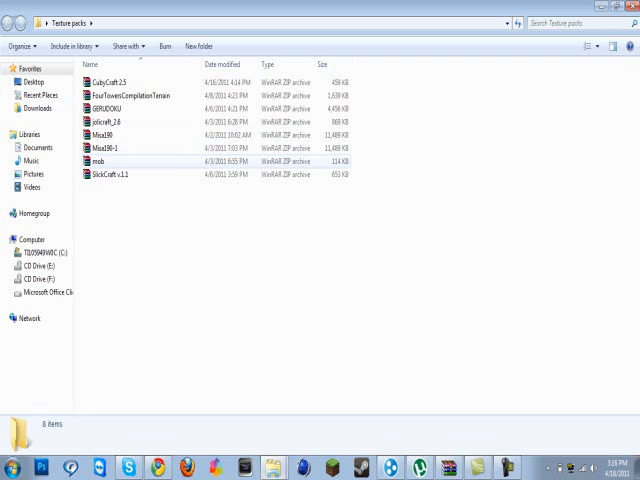 Texture packs
Search Texture packs
Organize Include in library Share with Burn New folder
Name Date modified Type Size
Favorites
Desktop
Recent Places
Downloads
Libraries
Documents
Music
Pictures
Videos
Homegroup
Computer
TI105949W0C (C:)
CD Drive (E:)
CD Drive (F:)
Microsoft Office Cli
Network
CubyCraft 2.5 4/16/2011 4:14 PM WinRAR ZIP archive 459 KB
FourTowersCompilationTerrain 4/8/2011 4:23 PM WinRAR ZIP archive 1,639 KB
GERUDOKU 4/6/2011 4:21 PM WinRAR ZIP archive 4,456 KB
jolicraft_2.6 4/3/2011 6:28 PM WinRAR ZIP archive 869 KB
Misa190 4/2/2011 10:02 AM WinRAR ZIP archive 11,489 KB
Misa190-1 4/3/2011 7:03 PM WinRAR ZIP archive 11,489 KB
mob 4/3/2011 6:55 PM WinRAR ZIP archive 114 KB
SlickCraft v.1.1 4/6/2011 3:59 PM WinRAR ZIP archive 653 KB
8 items
Ps
3:06 PM
4/18/2011